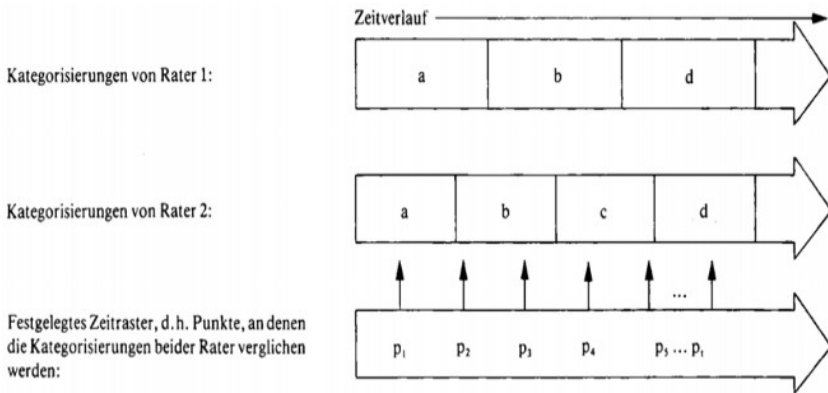 Zeitverlauf
Kategorisierungen von Rater 1:
a b d
Kategorisierungen von Rater 2:
a b c d
...
Festgelegtes Zeitraster, d.h. Punkte, an denen
die Kategorisierungen beider Rater verglichen
werden:
p₁ p₂ p₃ p₄ p₅ ... pₜ